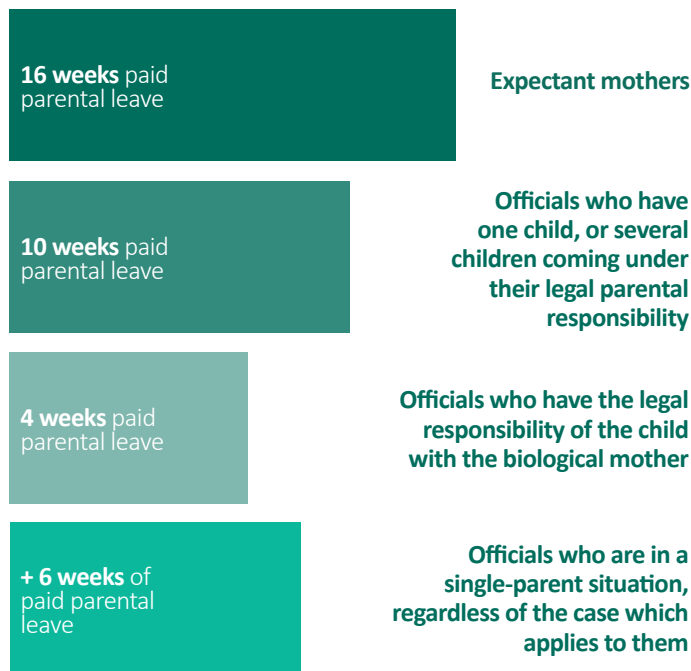 16 weeks paid
parental leave
Expectant mothers
10 weeks paid
parental leave
Officials who have
one child, or several
children coming under
their legal parental
responsibility
4 weeks paid
parental leave
Officials who have the legal
responsibility of the child
with the biological mother
+ 6 weeks of
paid parental
leave
Officials who are in a
single-parent situation,
regardless of the case which
applies to them